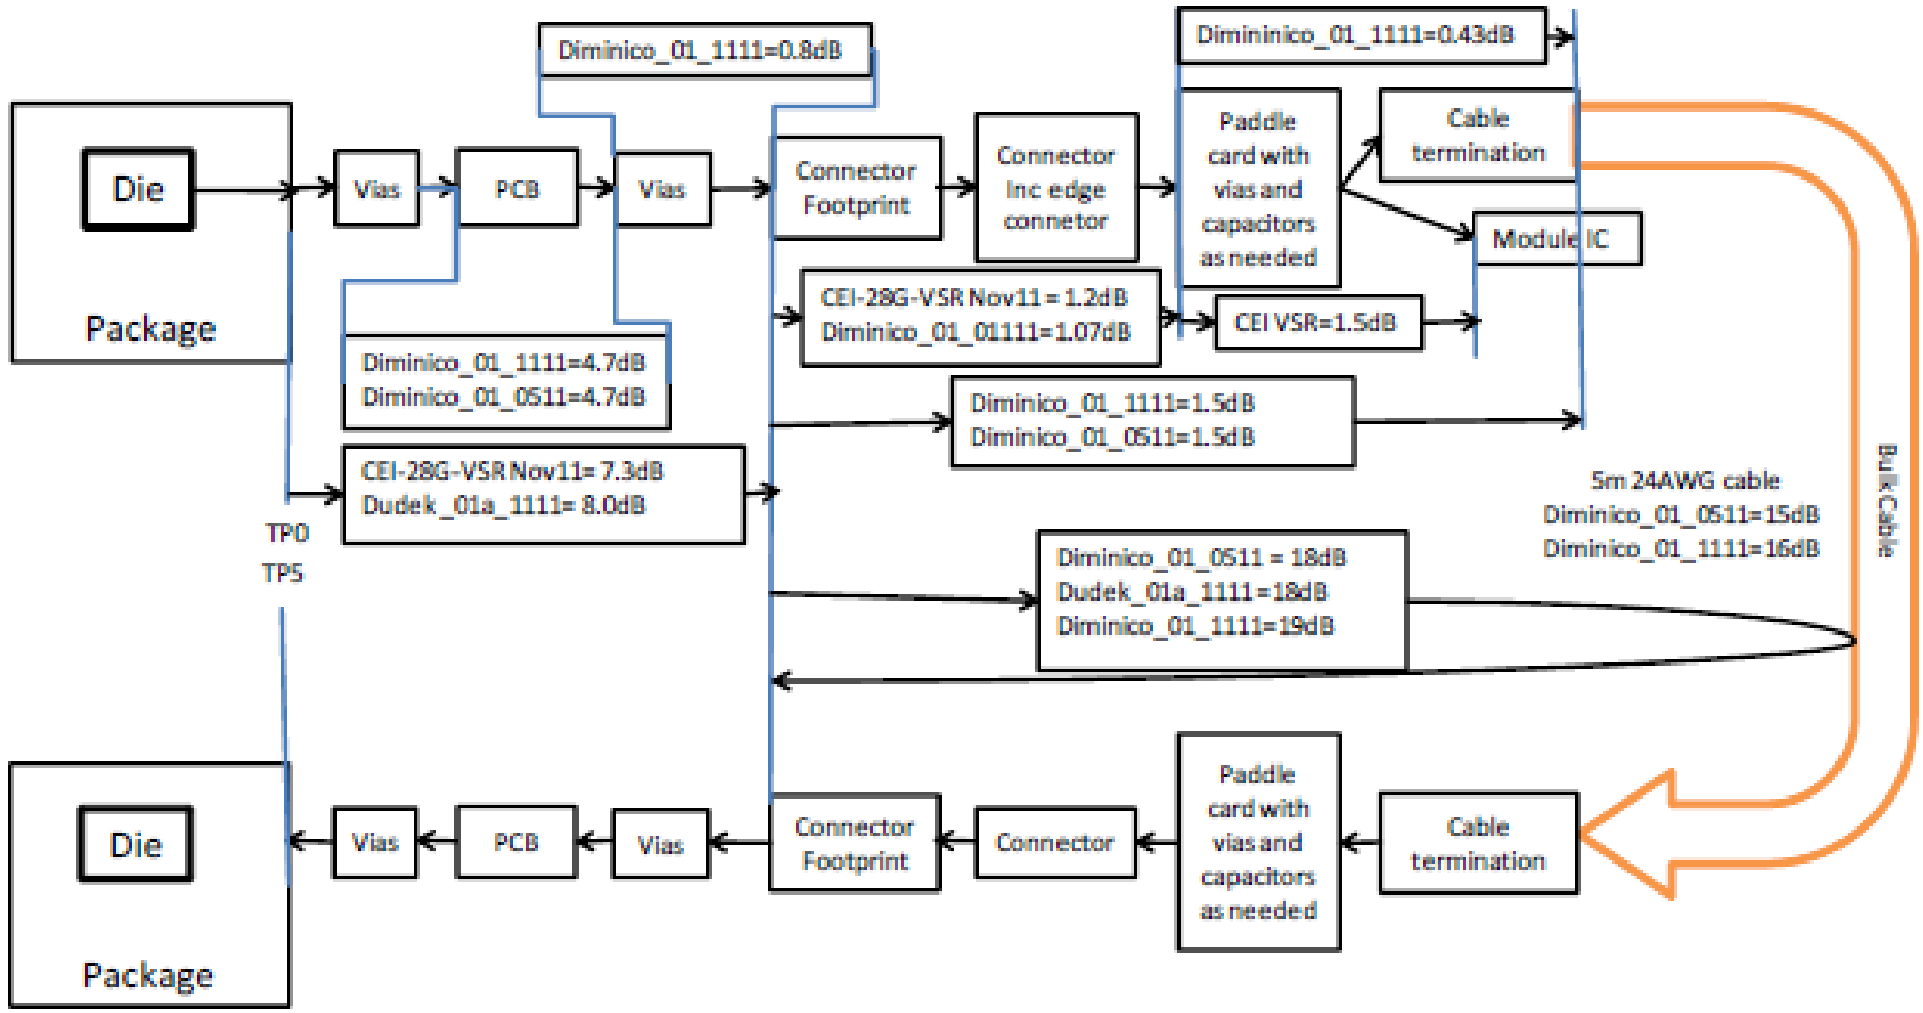 Diminico_01_1111=0.8dB
Dimininico_01_1111=0.43dB
Die
Package
Vias
PCB
Vias
Connector
Footprint
Connector
Inc edge
connetor
Paddle
card with
vias and
capacitors
as needed
Cable
termination
Module IC
CEI-28G-VSR Nov11 = 1.2dB
Diminico_01_01111=1.07dB
CEI VSR=1.5dB
Diminico_01_1111=4.7dB
Diminico_01_0511=4.7dB
Diminico_01_1111=1.5dB
Diminico_01_0511=1.5dB
CEI-28G-VSR Nov11= 7.3dB
Dudek_01a_1111= 8.0dB
TP0
TP5
5m 24AWG cable
Diminico_01_0511=15dB
Diminico_01_1111=16dB
Bulk Cable
Diminico_01_0511 = 18dB
Dudek_01a_1111=18dB
Diminico_01_1111=19dB
Die
Package
Vias
PCB
Vias
Connector
Footprint
Connector
Paddle
card with
vias and
capacitors
as needed
Cable
termination